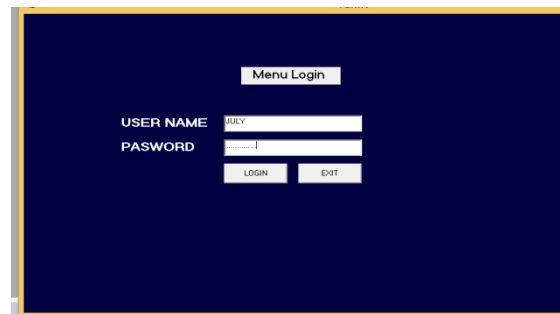 Menu Login
USER NAME JULY
PASWORD ..............
LOGIN EXIT